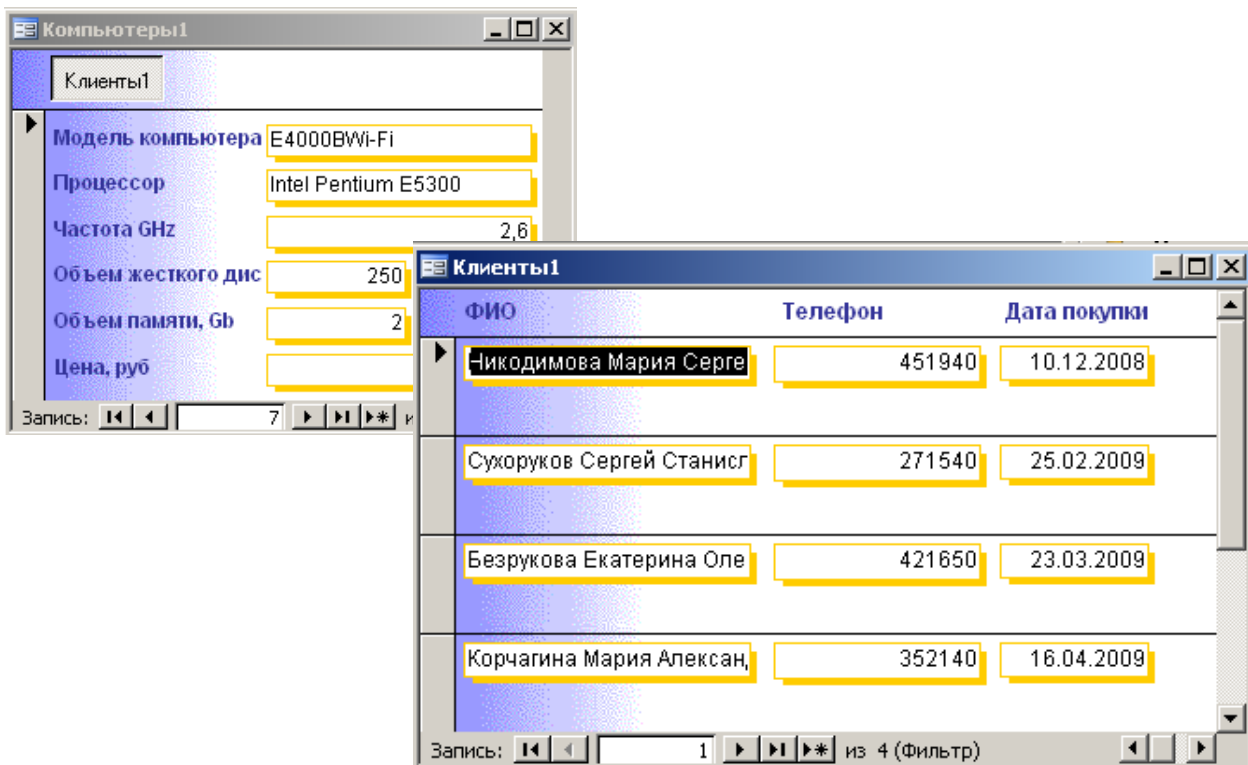 Компьютеры1
Клиенты1
Модель компьютера E4000BWi-Fi
Процессор Intel Pentium E5300
Частота GHz 2,6
Объем жесткого дис 250
Объем памяти, Gb 2
Цена, руб
Запись: 7
Клиенты1
ФИО Телефон Дата покупки
Никодимова Мария Серге 451940 10.12.2008
Сухоруков Сергей Станисл 271540 25.02.2009
Безрукова Екатерина Оле 421650 23.03.2009
Корчагина Мария Алексан 352140 16.04.2009
Запись: 1 из 4 (Фильтр)